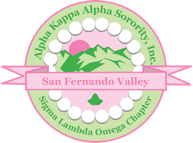 Alpha Kappa Alpha Sorority, Inc.
San Fernando Valley
Sigma Lambda Omega Chapter